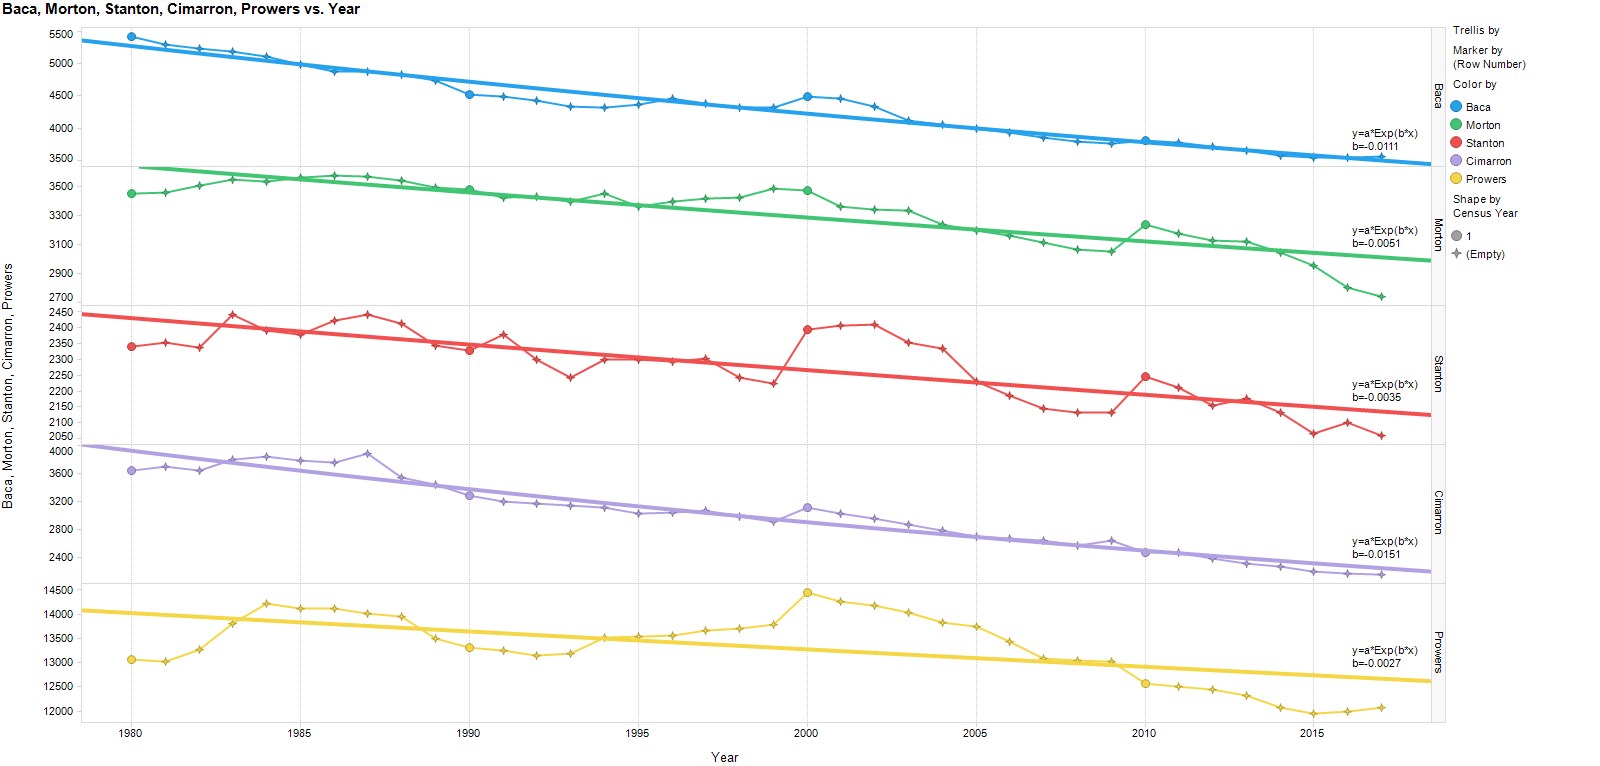 Baca, Morton, Stanton, Cimarron, Prowers vs. Year
Baca, Morton, Stanton, Cimarron, Prowers
5500
5000
4500
4000
3500
y=a*Exp(b*x)
b=-0.0111
Baca
3500
3300
3100
2900
2700
y=a*Exp(b*x)
b=-0.0051
Morton
2450
2400
2350
2300
2250
2200
2150
2100
2050
y=a*Exp(b*x)
b=-0.0035
Stanton
4000
3600
3200
2800
2400
y=a*Exp(b*x)
b=-0.0151
Cimarron
14500
14000
13500
13000
12500
12000
y=a*Exp(b*x)
b=-0.0027
Prowers
1980 1985 1990 1995 2000 2005 2010 2015
Year
Trellis by
Marker by
(Row Number)
Color by
Baca
Morton
Stanton
Cimarron
Prowers
Shape by
Census Year
1
(Empty)